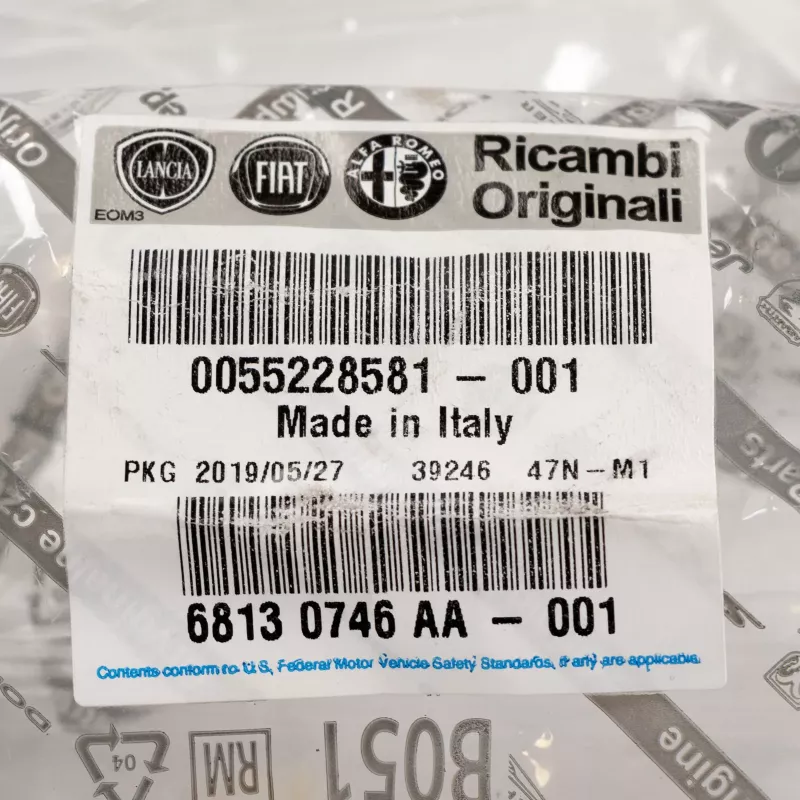 LANCIA FIAT ALFA ROMEO Ricambi
Originali
EOM3
0055228581 - 001
Made in Italy
PKG 2019/05/27 39246 47N-M1
6813 0746 AA - 001
Contents conform to U.S. Federal Motor Vehicle Safety Standards, if any are applicable.
FIAT
Parts
04
RM
B051